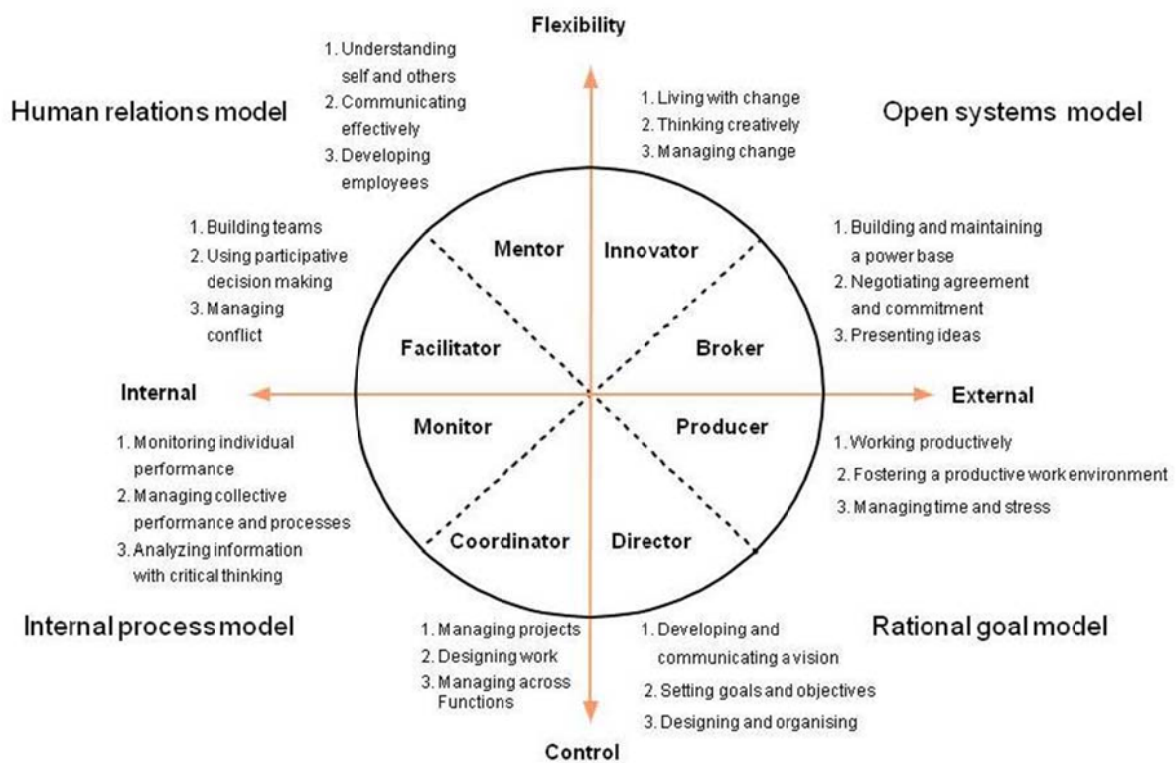 Flexibility
1. Understanding
self and others
2. Communicating
effectively
3. Developing
employees
Human relations model
1. Living with change
2. Thinking creatively
3. Managing change
Open systems model
1. Building teams
2. Using participative
decision making
3. Managing
conflict
Mentor
Innovator
1. Building and maintaining
a power base
2. Negotiating agreement
and commitment
3. Presenting ideas
Facilitator
Broker
Internal
External
Monitor
Producer
1. Monitoring individual
performance
2. Managing collective
performance and processes
3. Analyzing information
with critical thinking
1. Working productively
2. Fostering a productive work environment
3. Managing time and stress
Coordinator
Director
Internal process model
1. Managing projects
2. Designing work
3. Managing across
Functions
1. Developing and
communicating a vision
2. Setting goals and objectives
3. Designing and organising
Rational goal model
Control